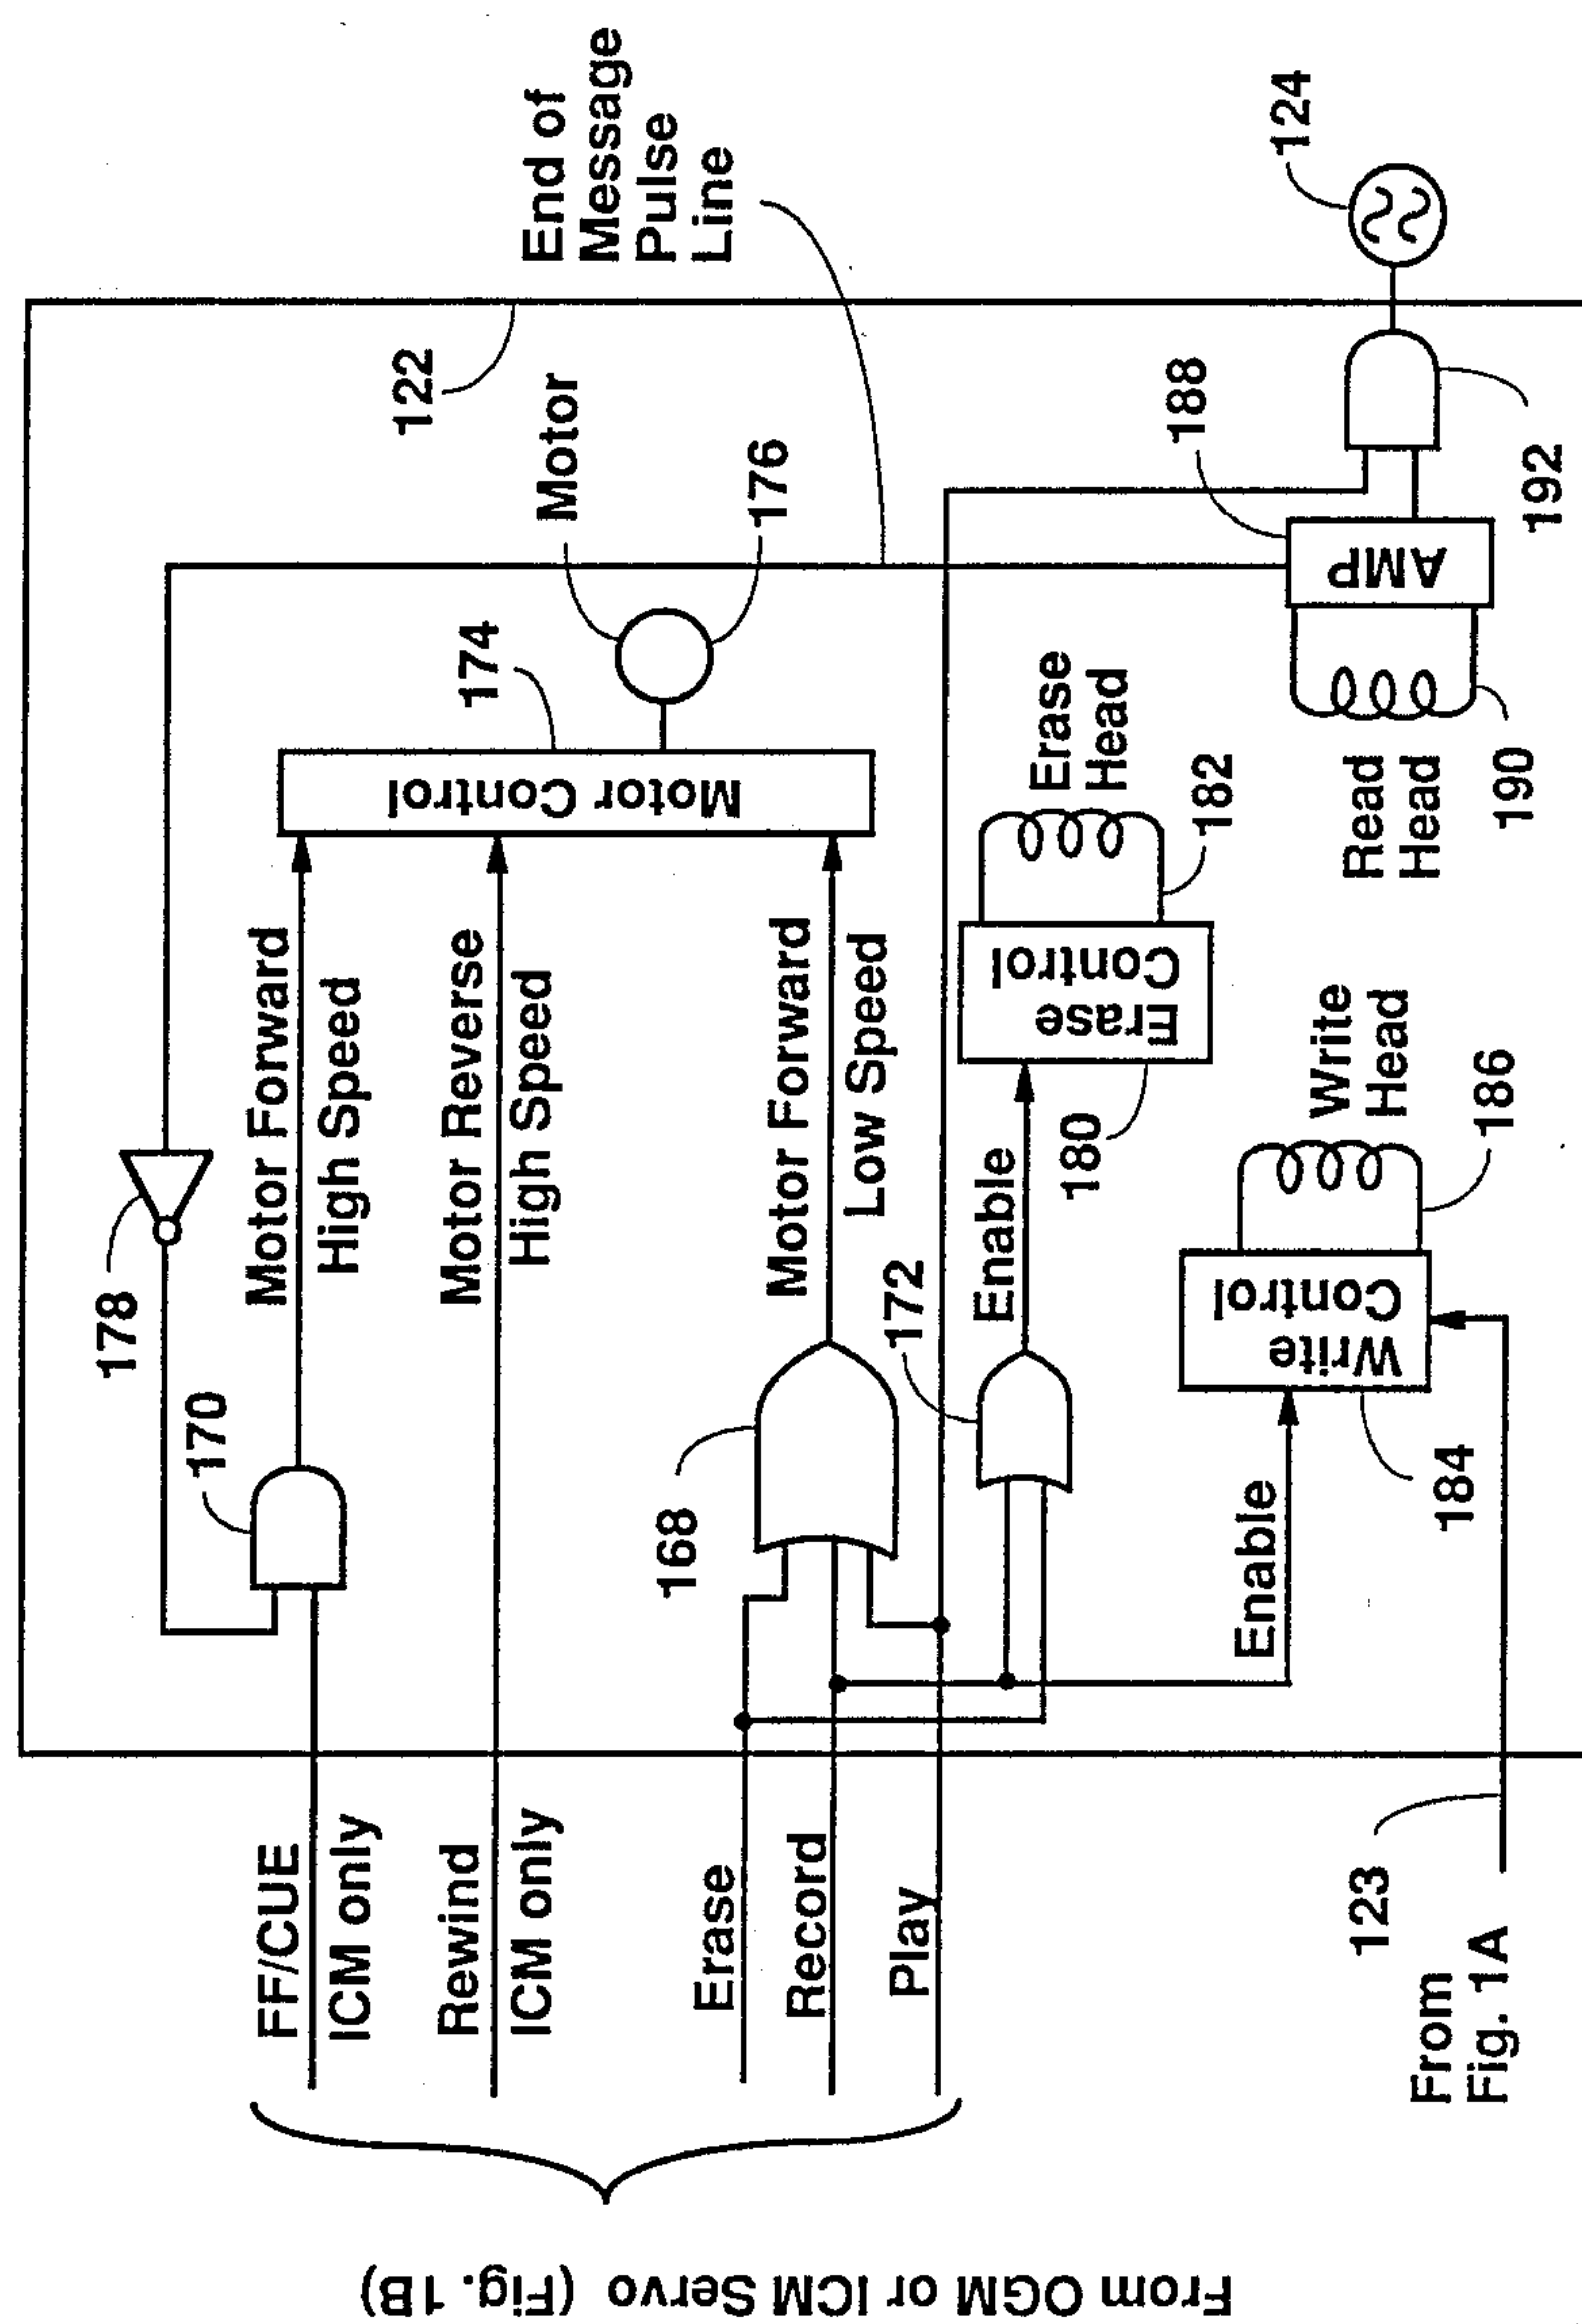 End of
Message
Pulse
Line
124
122
Motor
176
188
192
AMP
174
Motor Control
Erase
Head
182
Read
Head
190
178
Motor Forward
High Speed
Motor Reverse
High Speed
Motor Forward
Low Speed
Erase
Control
180
Write
Head
186
170
168
172
Enable
Write
Control
184
Enable
FF/CUE
ICM only
Rewind
ICM only
Erase
Record
Play
123
From
Fig. 1A
From OGM or ICM Servo (Fig. 1B)